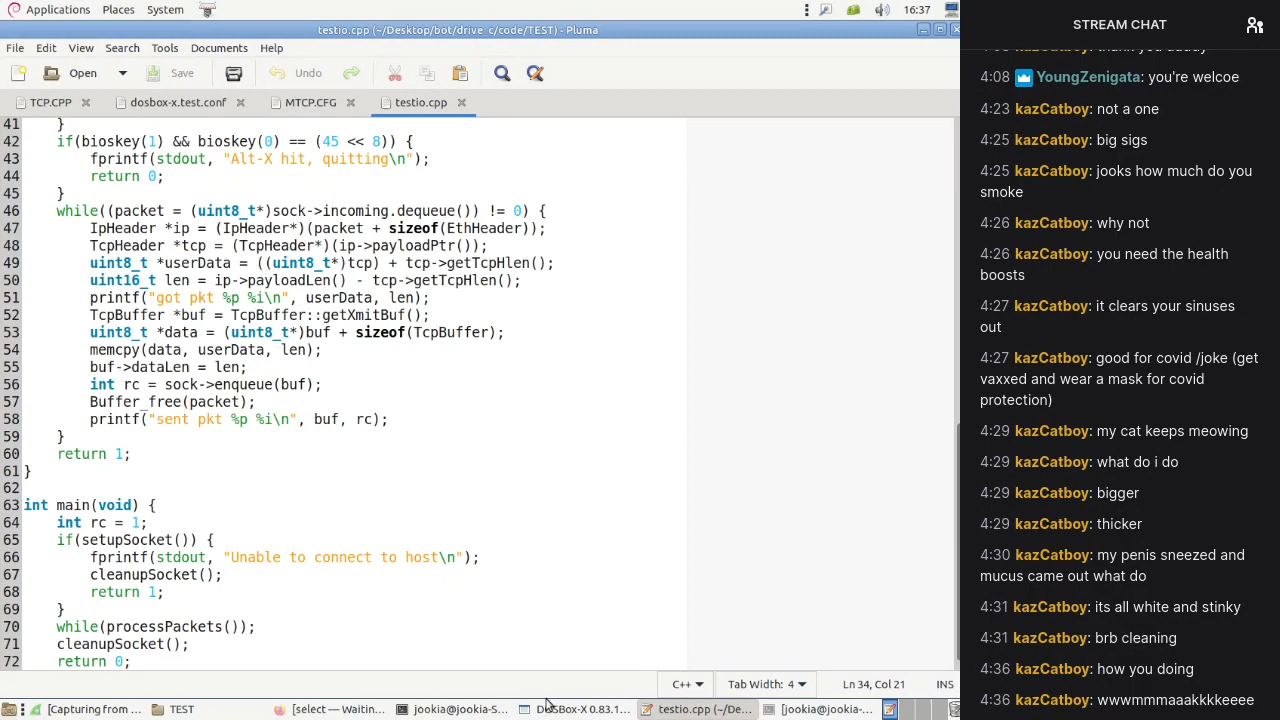 Applications Places System 16:37
testio.cpp (~/Desktop/bot/drive_c/code/TEST) - Pluma
File Edit View Search Tools Documents Help
Open Save Undo
TCP.CPP dosbox-x.test.conf MTCP.CFG testio.cpp
41 }
42 if(bioskey(1) && bioskey(0) == (45 << 8)) {
43 fprintf(stdout, "Alt-X hit, quitting\n");
44 return 0;
45 }
46 while((packet = (uint8_t*)sock->incoming.dequeue()) != 0) {
47 IpHeader *ip = (IpHeader*)(packet + sizeof(EthHeader));
48 TcpHeader *tcp = (TcpHeader*)(ip->payloadPtr());
49 uint8_t *userData = ((uint8_t*)tcp) + tcp->getTcpHlen();
50 uint16_t len = ip->payloadLen() - tcp->getTcpHlen();
51 printf("got pkt %p %i\n", userData, len);
52 TcpBuffer *buf = TcpBuffer::getXmitBuf();
53 uint8_t *data = (uint8_t*)buf + sizeof(TcpBuffer);
54 memcpy(data, userData, len);
55 buf->dataLen = len;
56 int rc = sock->enqueue(buf);
57 Buffer_free(packet);
58 printf("sent pkt %p %i\n", buf, rc);
59 }
60 return 1;
61 }
62
63 int main(void) {
64 int rc = 1;
65 if(setupSocket()) {
66 fprintf(stdout, "Unable to connect to host\n");
67 cleanupSocket();
68 return 1;
69 }
70 while(processPackets());
71 cleanupSocket();
72 return 0;
C++ Tab Width: 4 Ln 34, Col 21 INS
[Capturing from ... TEST [select — Waitin... jookia@jookia-S... DOSBox-X 0.83.1... testio.cpp (~/De... [jookia@jookia-...
STREAM CHAT
4:08 YoungZenigata: you're welcoe
4:23 kazCatboy: not a one
4:25 kazCatboy: big sigs
4:25 kazCatboy: jooks how much do you
smoke
4:26 kazCatboy: why not
4:26 kazCatboy: you need the health
boosts
4:27 kazCatboy: it clears your sinuses
out
4:27 kazCatboy: good for covid /joke (get
vaxxed and wear a mask for covid
protection)
4:29 kazCatboy: my cat keeps meowing
4:29 kazCatboy: what do i do
4:29 kazCatboy: bigger
4:29 kazCatboy: thicker
4:30 kazCatboy: my penis sneezed and
mucus came out what do
4:31 kazCatboy: its all white and stinky
4:31 kazCatboy: brb cleaning
4:36 kazCatboy: how you doing
4:36 kazCatboy: wwwmmmaaakkkkeeee